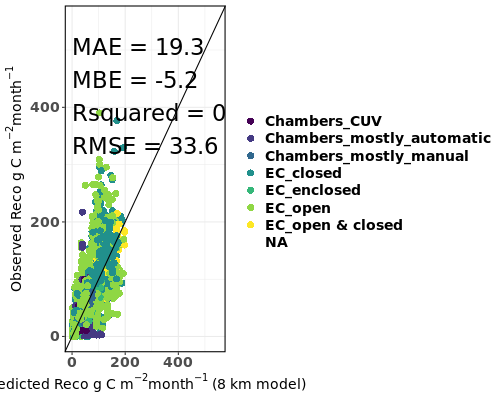 MAE = 19.3
MBE = -5.2
Rsquared = 0
RMSE = 33.6
Observed Reco g C m−2month−1
400
200
0
0 200 400
edicted Reco g C m−2month−1 (8 km model)
Chambers_CUV
Chambers_mostly_automatic
Chambers_mostly_manual
EC_closed
EC_enclosed
EC_open
EC_open & closed
NA